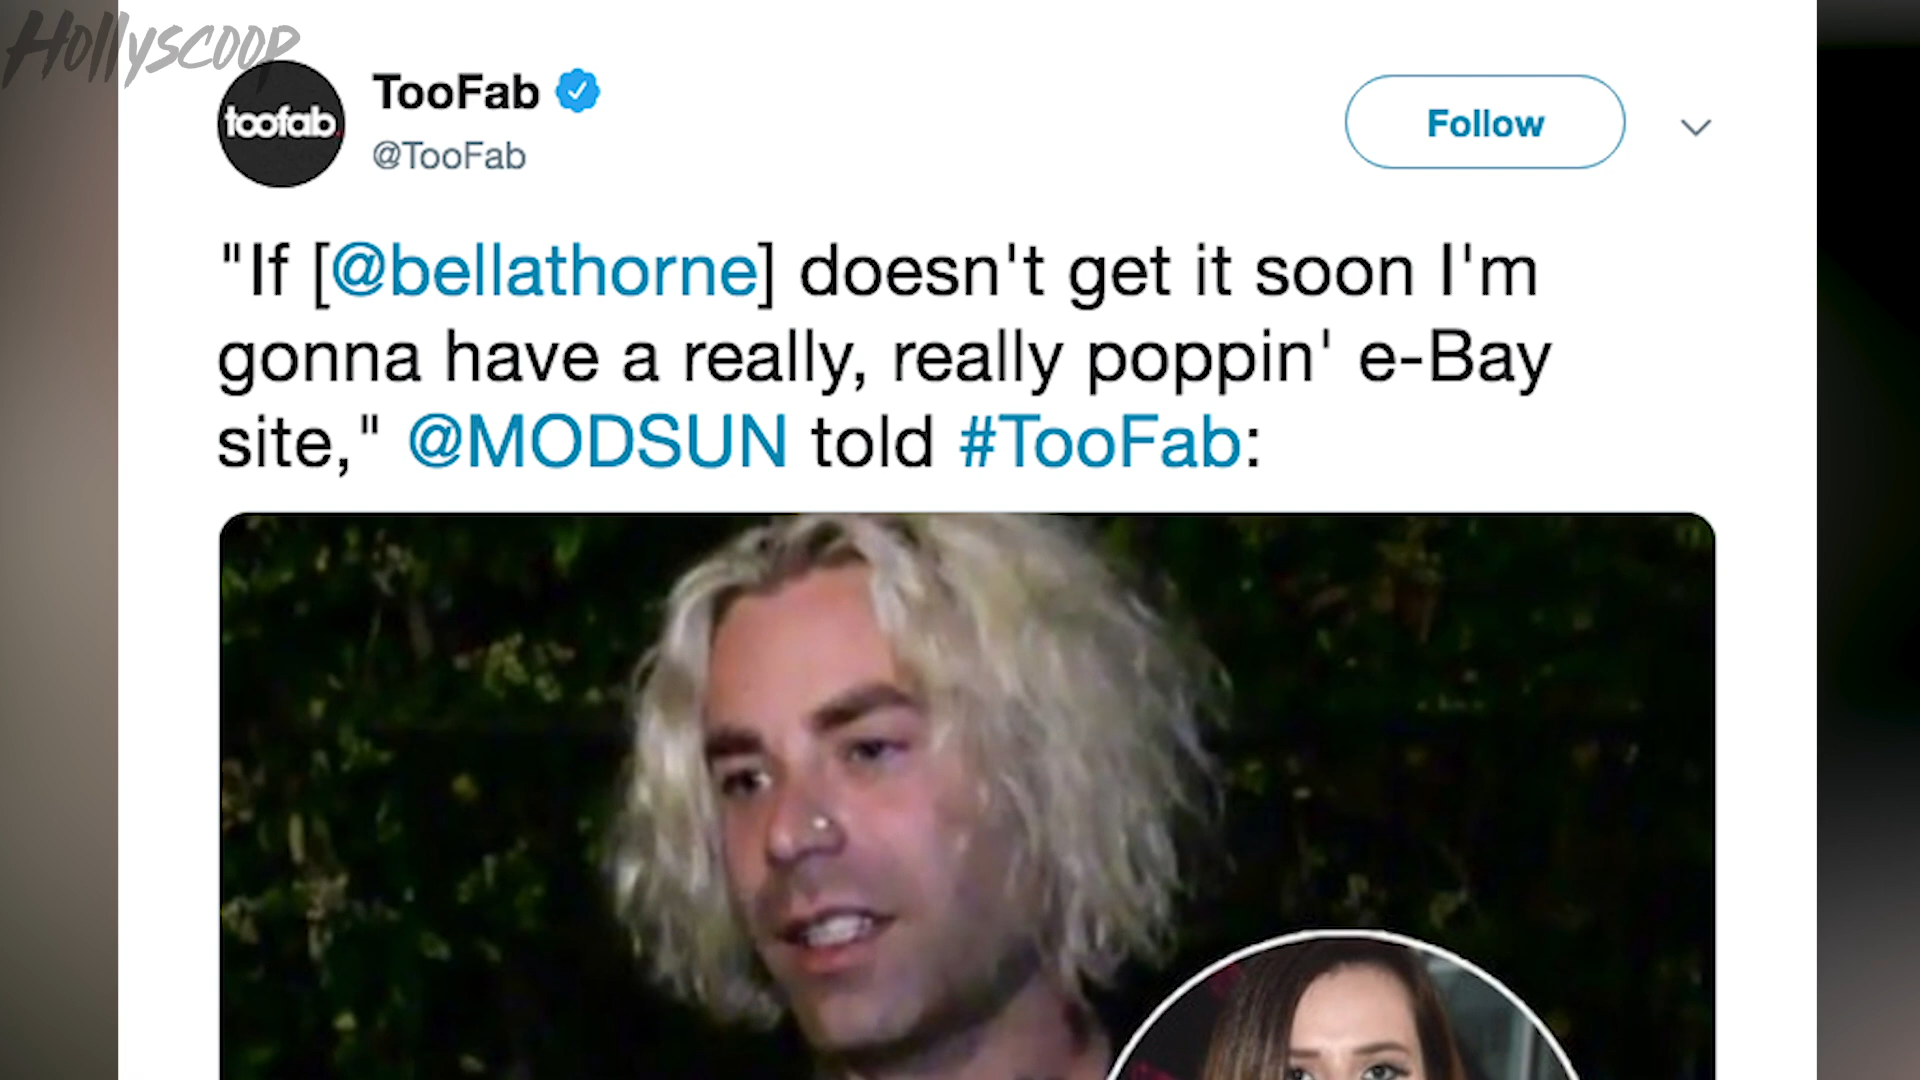 Hollyscoop
toofab.
TooFab
@TooFab
Follow
"If [@bellathorne] doesn't get it soon I'm
gonna have a really, really poppin' e-Bay
site," @MODSUN told #TooFab: